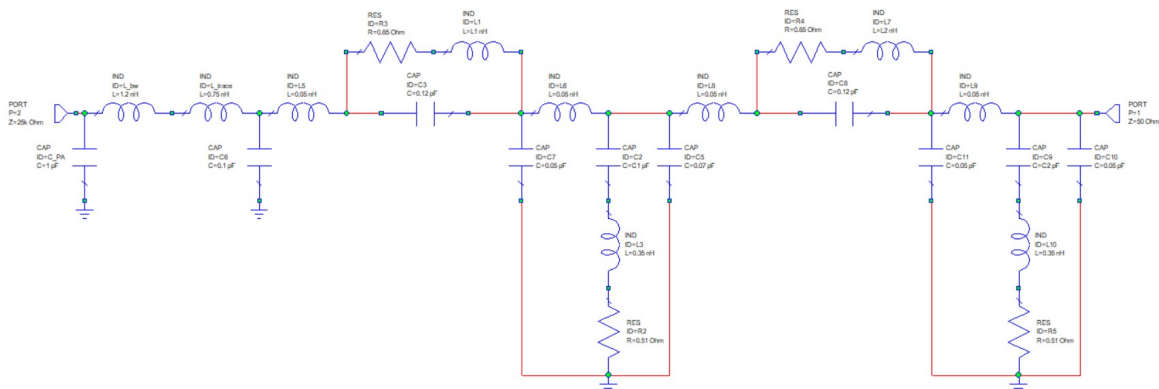 RES
ID=R3
R=0.85 Ohm
IND
ID=L1
L=L1 nH
RES
ID=R4
R=0.85 Ohm
IND
ID=L7
L=L2 nH
PORT
P=2
Z=25k Ohm
IND
ID=L_bw
L=1.2 nH
IND
ID=L_trace
L=0.75 nH
IND
ID=L5
L=0.05 nH
CAP
ID=C3
C=0.12 pF
IND
ID=L6
L=0.05 nH
IND
ID=L8
L=0.05 nH
CAP
ID=C8
C=0.12 pF
IND
ID=L9
L=0.05 nH
PORT
P=1
Z=50 Ohm
CAP
ID=C_PA
C=1 pF
CAP
ID=C6
C=0.1 pF
CAP
ID=C7
C=0.05 pF
CAP
ID=C2
C=C1 pF
CAP
ID=C5
C=0.07 pF
CAP
ID=C11
C=0.05 pF
CAP
ID=C9
C=C2 pF
CAP
ID=C10
C=0.05 pF
IND
ID=L3
L=0.35 nH
IND
ID=L10
L=0.35 nH
RES
ID=R2
R=0.51 Ohm
RES
ID=R5
R=0.51 Ohm